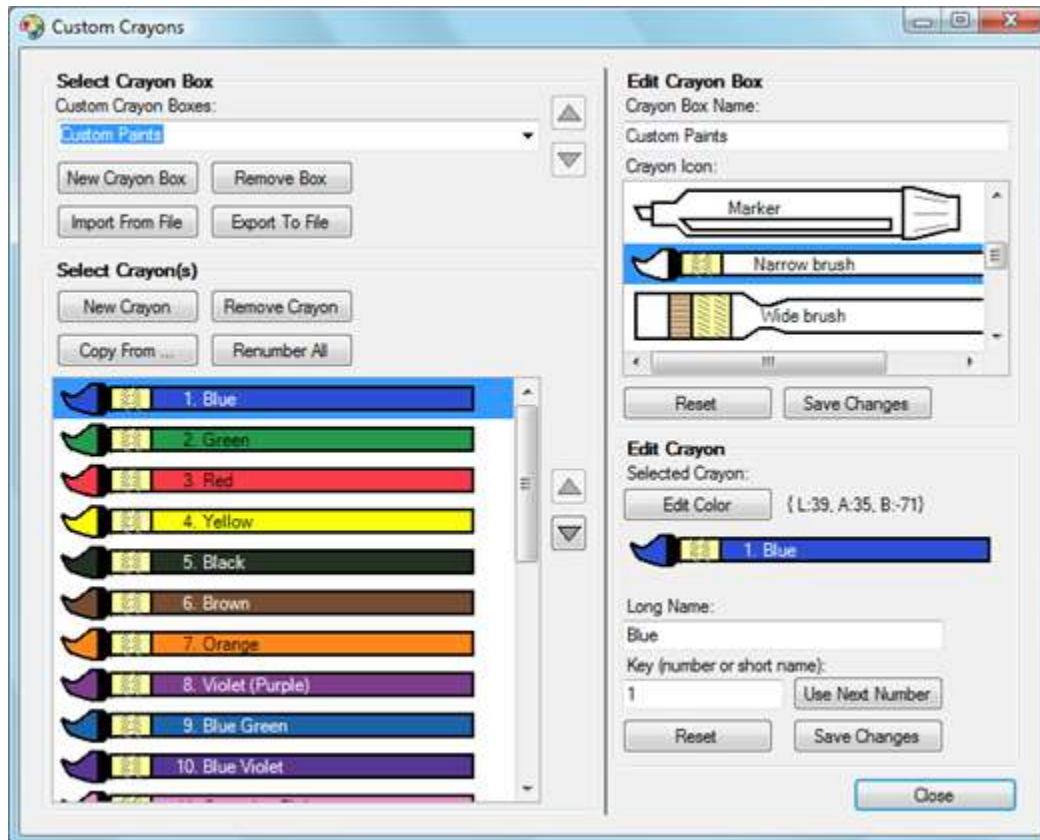 Custom Crayons
Select Crayon Box
Custom Crayon Boxes:
Custom Paints
New Crayon Box
Remove Box
Import From File
Export To File
Select Crayon(s)
New Crayon
Remove Crayon
Copy From ...
Renumber All
1. Blue
2. Green
3. Red
4. Yellow
5. Black
6. Brown
7. Orange
8. Violet (Purple)
9. Blue Green
10. Blue Violet
Edit Crayon Box
Crayon Box Name:
Custom Paints
Crayon Icon:
Marker
Narrow brush
Wide brush
Reset
Save Changes
Edit Crayon
Selected Crayon:
Edit Color
{ L:39, A:35, B:-71}
1. Blue
Long Name:
Blue
Key (number or short name):
1
Use Next Number
Reset
Save Changes
Close